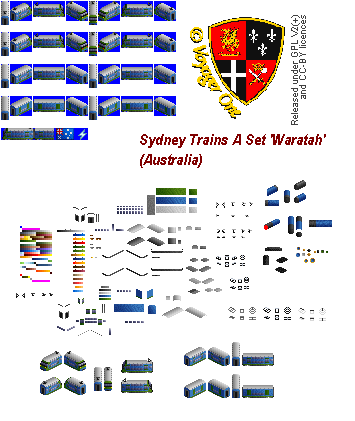 © Voyager One
Released under GPL v2(+)
and CC-BY licences
Sydney Trains A Set 'Waratah'
(Australia)